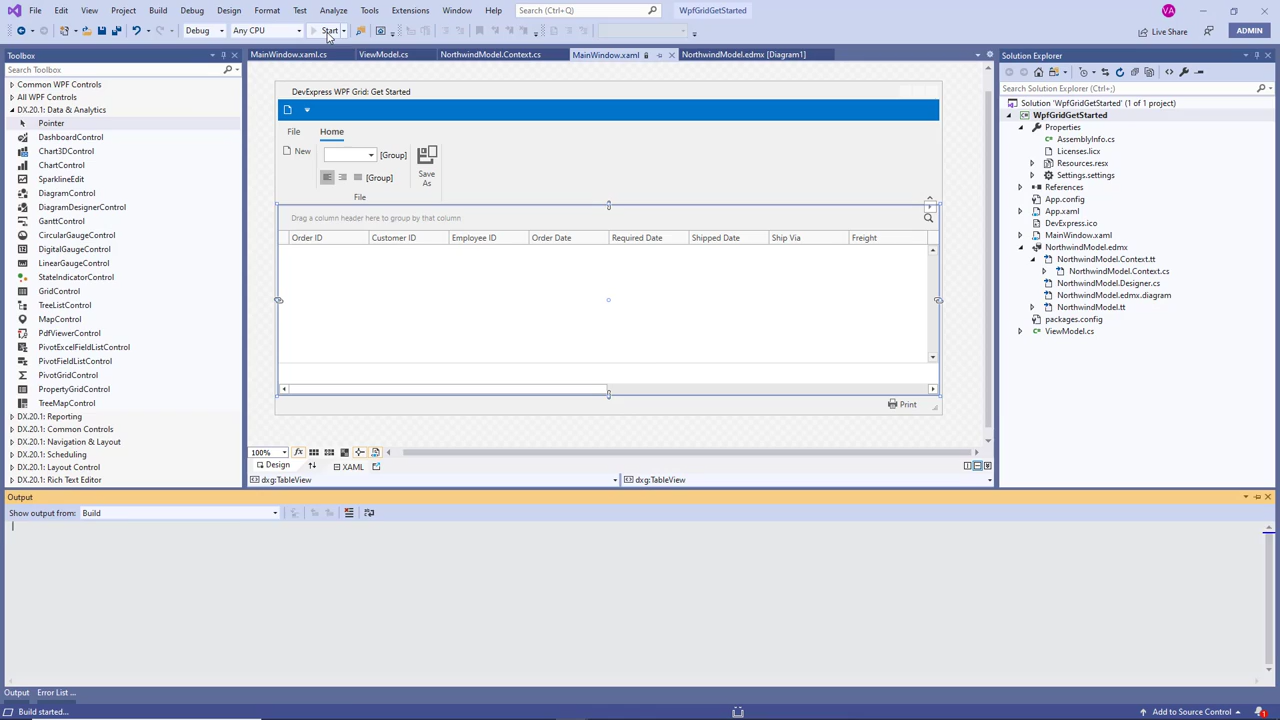 File Edit View Project Build Debug Design Format Test Analyze Tools Extensions Window Help Search (Ctrl+Q) WpfGridGetStarted VA
Debug Any CPU Start Live Share ADMIN
Toolbox
Search Toolbox
Common WPF Controls
All WPF Controls
DX.20.1: Data & Analytics
Pointer
DashboardControl
Chart3DControl
ChartControl
SparklineEdit
DiagramControl
DiagramDesignerControl
GanttControl
CircularGaugeControl
DigitalGaugeControl
LinearGaugeControl
StateIndicatorControl
GridControl
TreeListControl
MapControl
PdfViewerControl
PivotExcelFieldListControl
PivotFieldListControl
PivotGridControl
PropertyGridControl
TreeMapControl
DX.20.1: Reporting
DX.20.1: Common Controls
DX.20.1: Navigation & Layout
DX.20.1: Scheduling
DX.20.1: Layout Control
DX.20.1: Rich Text Editor
MainWindow.xaml.cs ViewModel.cs NorthwindModel.Context.cs MainWindow.xaml NorthwindModel.edmx [Diagram1]
DevExpress WPF Grid: Get Started
File Home
New [Group]
[Group]
Save
As
File
Drag a column header here to group by that column
Order ID Customer ID Employee ID Order Date Required Date Shipped Date Ship Via Freight
Print
100% fx
Design XAML
dxg:TableView dxg:TableView
Solution Explorer
Search Solution Explorer (Ctrl+;)
Solution 'WpfGridGetStarted' (1 of 1 project)
WpfGridGetStarted
Properties
AssemblyInfo.cs
Licenses.licx
Resources.resx
Settings.settings
References
App.config
App.xaml
DevExpress.ico
MainWindow.xaml
NorthwindModel.edmx
NorthwindModel.Context.tt
NorthwindModel.Context.cs
NorthwindModel.Designer.cs
NorthwindModel.edmx.diagram
NorthwindModel.tt
packages.config
ViewModel.cs
Output
Show output from: Build
Output Error List ...
Build started... Add to Source Control 1